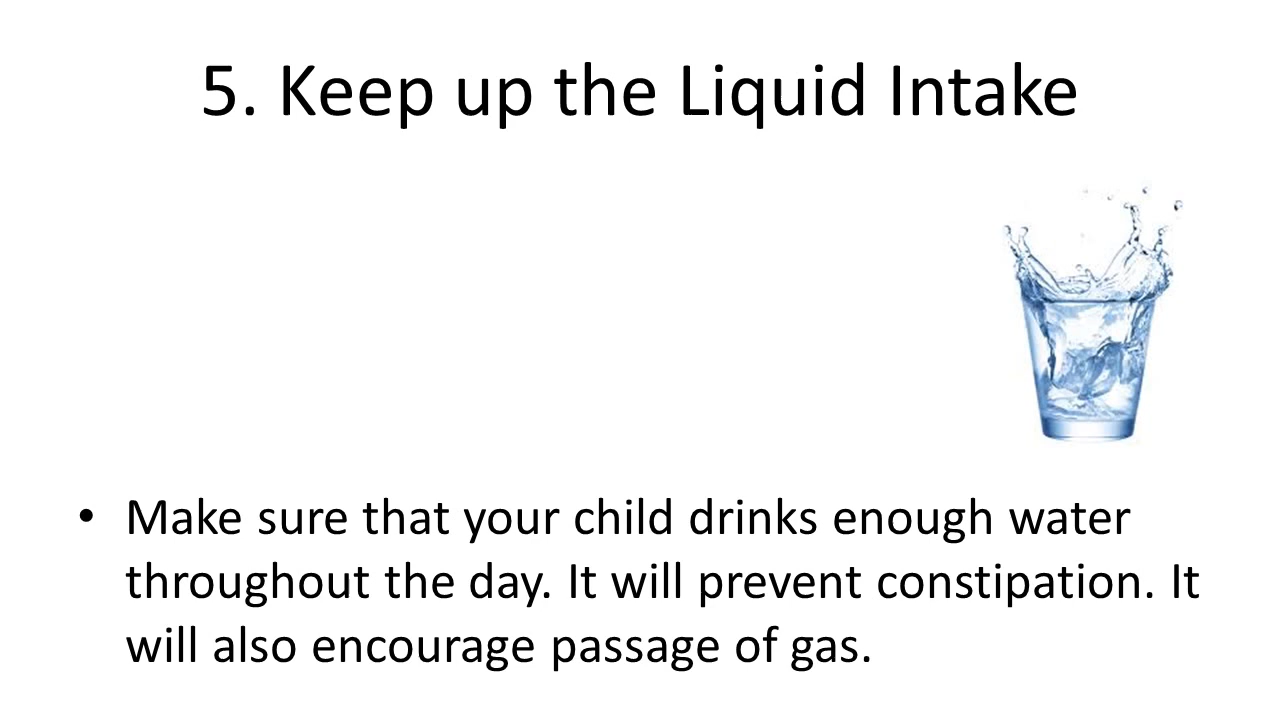 5. Keep up the Liquid Intake
• Make sure that your child drinks enough water
throughout the day. It will prevent constipation. It
will also encourage passage of gas.